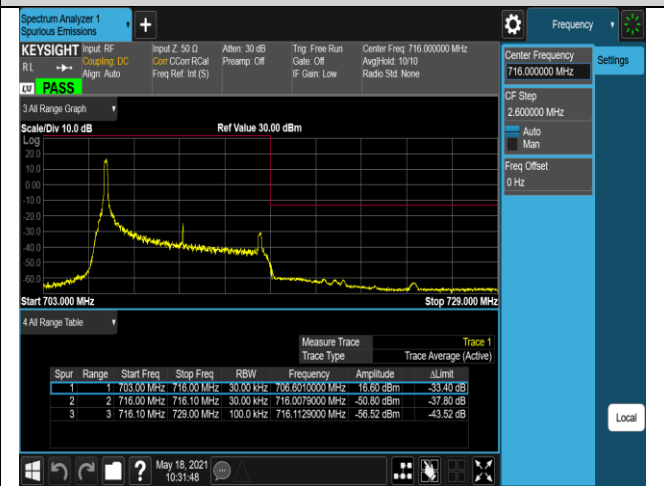 Spectrum Analyzer 1
Spurious Emissions
Frequency
KEYSIGHT
RL
LXI
PASS
Input: RF
Coupling: DC
Align: Auto
Input Z: 50 Ω
Corr CCorr RCal
Freq Ref: Int (S)
Atten: 30 dB
Preamp: Off
Trig: Free Run
Gate: Off
IF Gain: Low
Center Freq: 716.000000 MHz
Avg|Hold: 10/10
Radio Std: None
Center Frequency
716.000000 MHz
Settings
CF Step
2.600000 MHz
Auto
Man
Freq Offset
0 Hz
3 All Range Graph
Scale/Div 10.0 dB
Ref Value 30.00 dBm
Log
20.0
10.0
0.00
-10.0
-20.0
-30.0
-40.0
-50.0
-60.0
Start 703.000 MHz
Stop 729.000 MHz
4 All Range Table
Measure Trace Trace 1
Trace Type Trace Average (Active)
Spur Range Start Freq Stop Freq RBW Frequency Amplitude ΔLimit
1 1 703.00 MHz 716.00 MHz 30.00 kHz 706.6010000 MHz 16.60 dBm -33.40 dB
2 2 716.00 MHz 716.10 MHz 30.00 kHz 716.0079000 MHz -50.80 dBm -37.80 dB
3 3 716.10 MHz 729.00 MHz 100.0 kHz 716.1129000 MHz -56.52 dBm -43.52 dB
Local
May 18, 2021
10:31:48